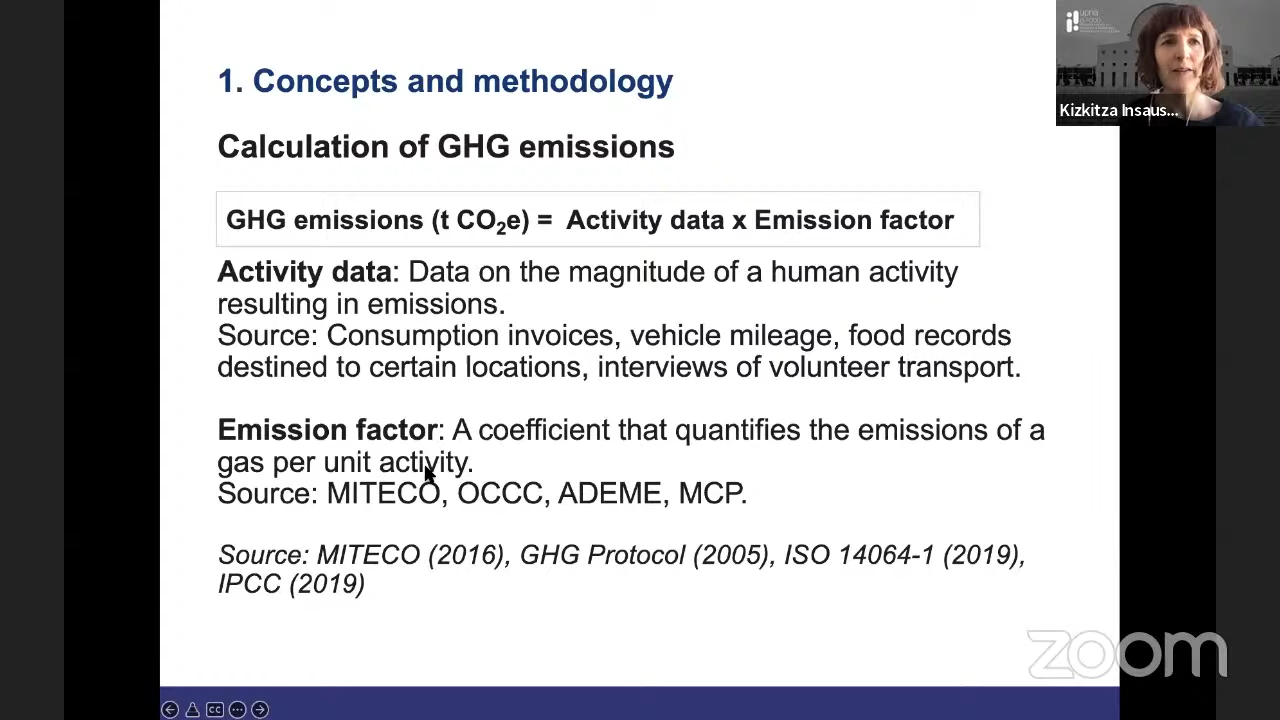 1. Concepts and methodology
Calculation of GHG emissions
GHG emissions (t CO₂e) = Activity data x Emission factor
Activity data: Data on the magnitude of a human activity
resulting in emissions.
Source: Consumption invoices, vehicle mileage, food records
destined to certain locations, interviews of volunteer transport.
Emission factor: A coefficient that quantifies the emissions of a
gas per unit activity.
Source: MITECO, OCCC, ADEME, MCP.
Source: MITECO (2016), GHG Protocol (2005), ISO 14064-1 (2019),
IPCC (2019)
upna
Kizkitza Insaus...
zoom
CC